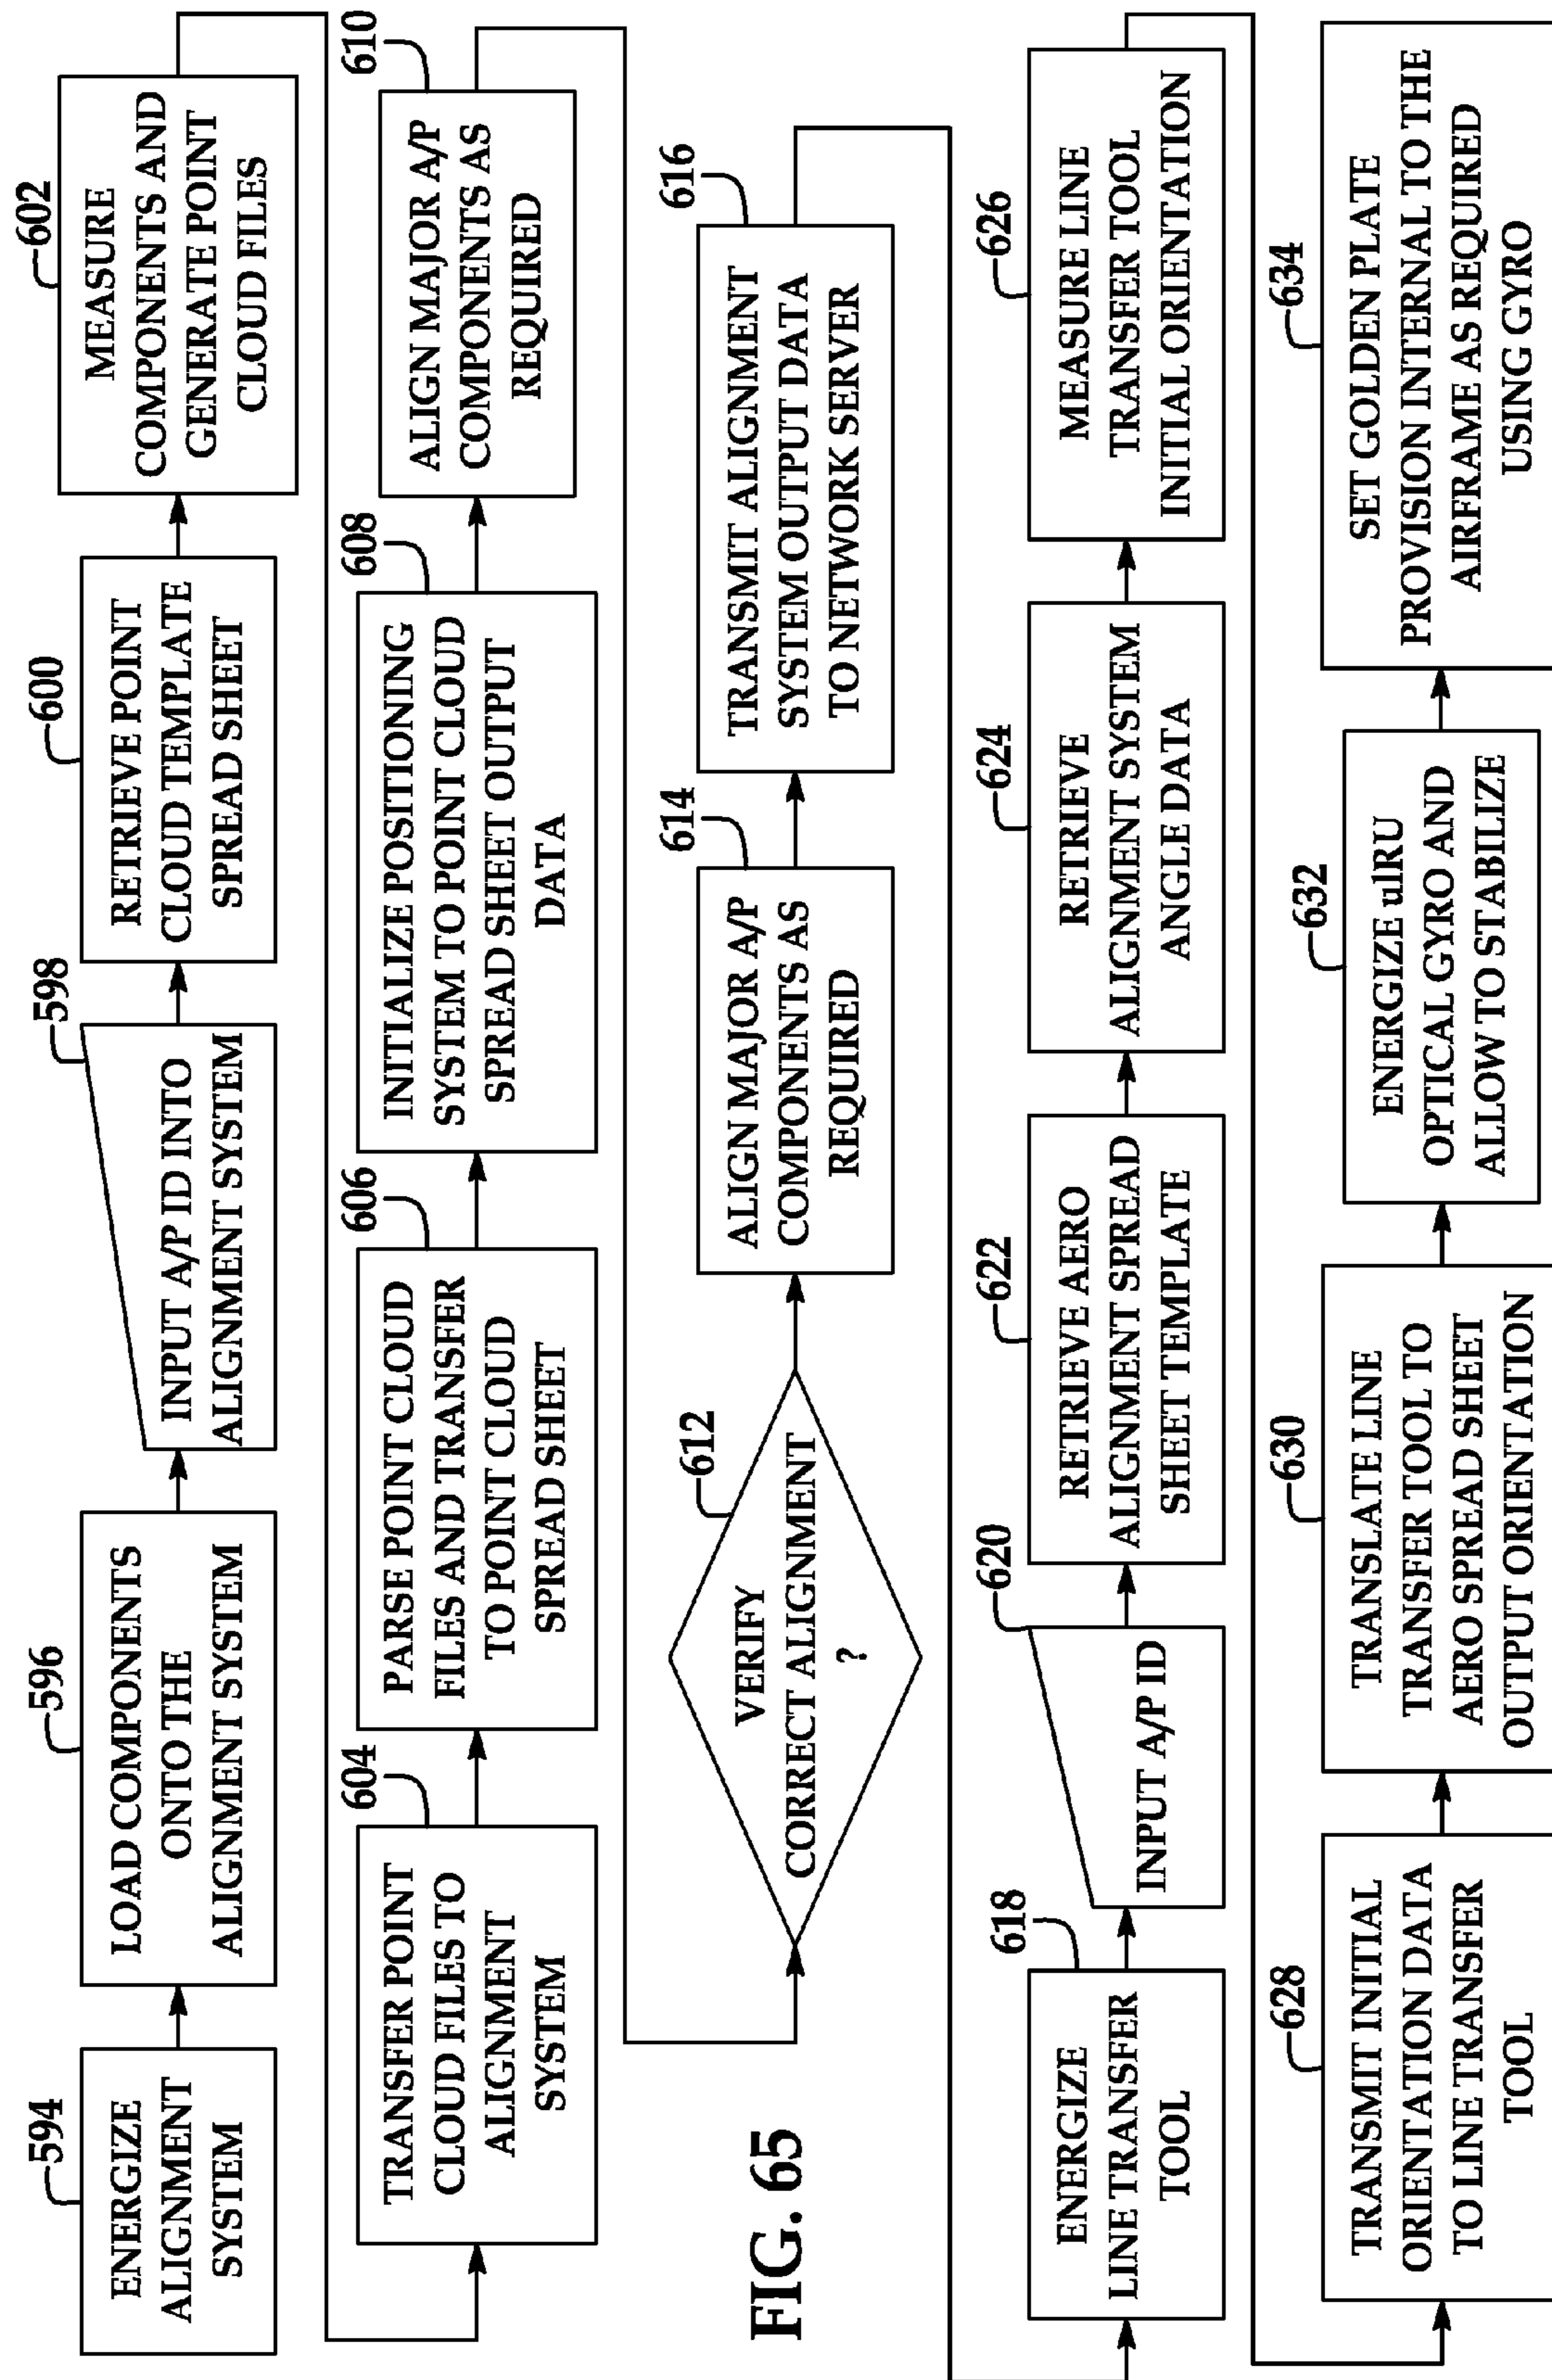 594
ENERGIZE
ALIGNMENT
SYSTEM
596
LOAD COMPONENTS
ONTO THE
ALIGNMENT SYSTEM
598
INPUT A/P ID INTO
ALIGNMENT SYSTEM
600
RETRIEVE POINT
CLOUD TEMPLATE
SPREAD SHEET
602
MEASURE
COMPONENTS AND
GENERATE POINT
CLOUD FILES
604
TRANSFER POINT
CLOUD FILES TO
ALIGNMENT
SYSTEM
606
PARSE POINT CLOUD
FILES AND TRANSFER
TO POINT CLOUD
SPREAD SHEET
608
INITIALIZE POSITIONING
SYSTEM TO POINT CLOUD
SPREAD SHEET OUTPUT
DATA
610
ALIGN MAJOR A/P
COMPONENTS AS
REQUIRED
FIG. 65
612
VERIFY
CORRECT ALIGNMENT
?
614
ALIGN MAJOR A/P
COMPONENTS AS
REQUIRED
616
TRANSMIT ALIGNMENT
SYSTEM OUTPUT DATA
TO NETWORK SERVER
618
ENERGIZE
LINE TRANSFER
TOOL
620
INPUT A/P ID
622
RETRIEVE AERO
ALIGNMENT SPREAD
SHEET TEMPLATE
624
RETRIEVE
ALIGNMENT SYSTEM
ANGLE DATA
626
MEASURE LINE
TRANSFER TOOL
INITIAL ORIENTATION
628
TRANSMIT INITIAL
ORIENTATION DATA
TO LINE TRANSFER
TOOL
630
TRANSLATE LINE
TRANSFER TOOL TO
AERO SPREAD SHEET
OUTPUT ORIENTATION
632
ENERGIZE uIRU
OPTICAL GYRO AND
ALLOW TO STABILIZE
634
SET GOLDEN PLATE
PROVISION INTERNAL TO THE
AIRFRAME AS REQUIRED
USING GYRO